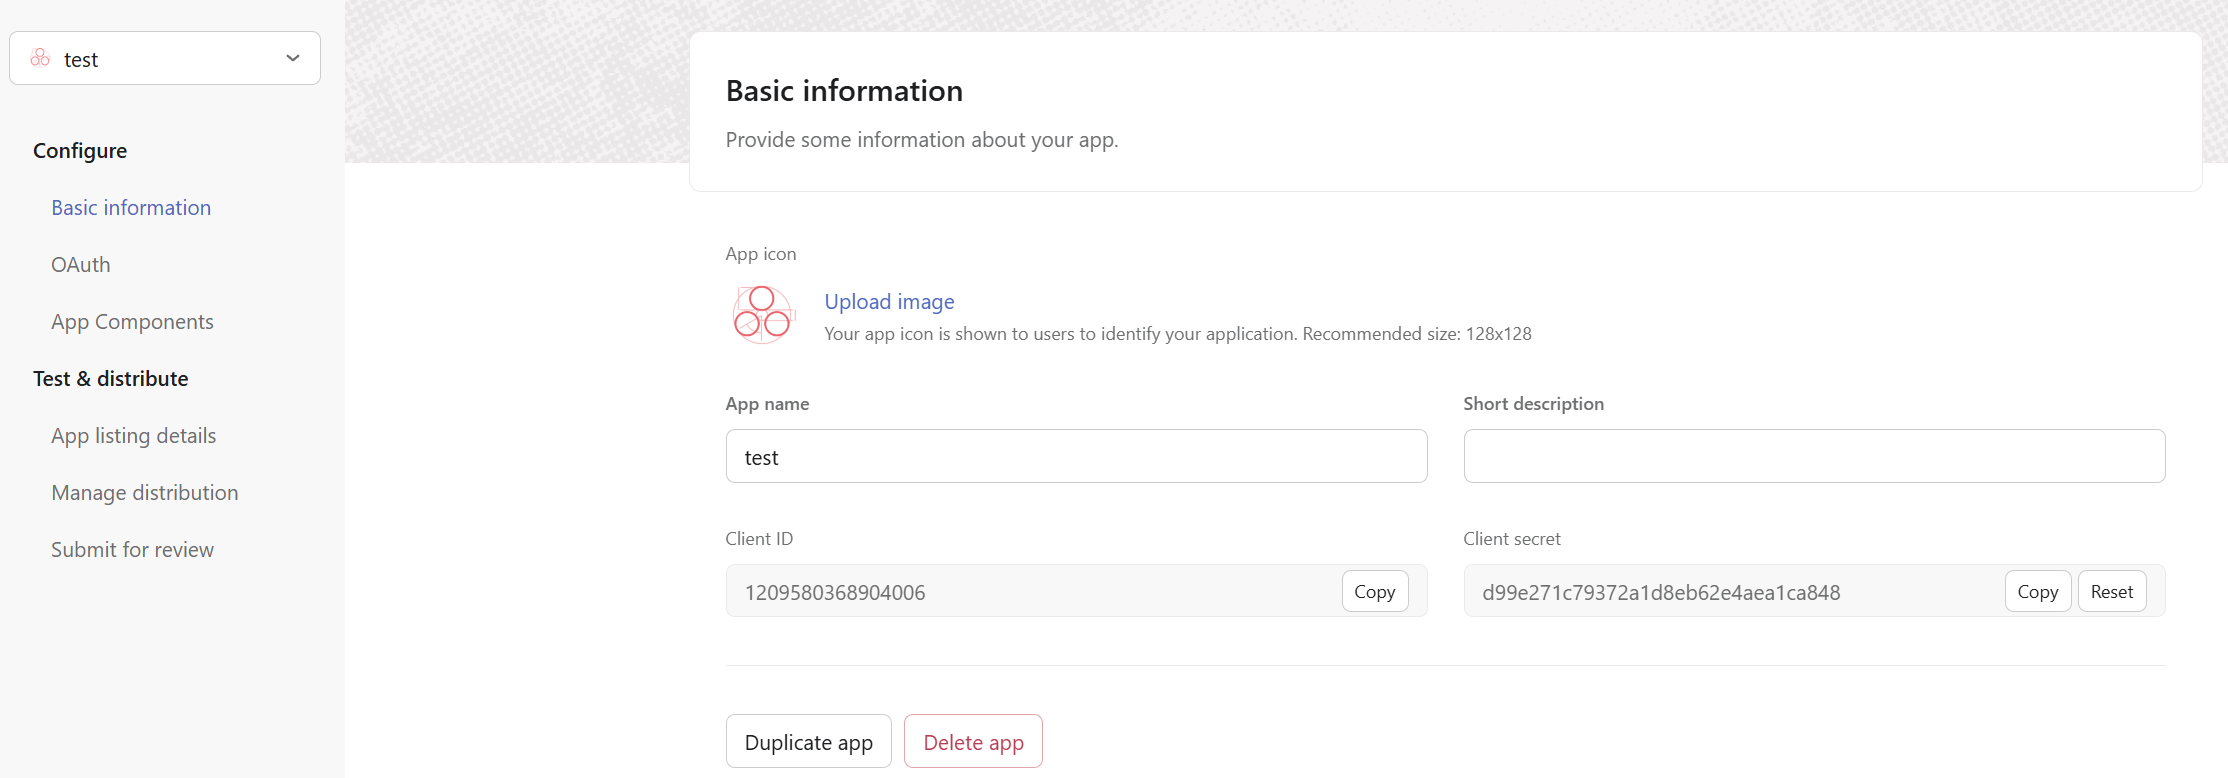 test
Configure
Basic information
OAuth
App Components
Test & distribute
App listing details
Manage distribution
Submit for review
Basic information
Provide some information about your app.
App icon
Upload image
Your app icon is shown to users to identify your application. Recommended size: 128x128
App name
test
Short description
Client ID
1209580368904006
Copy
Client secret
d99e271c79372a1d8eb62e4aea1ca848
Copy
Reset
Duplicate app
Delete app